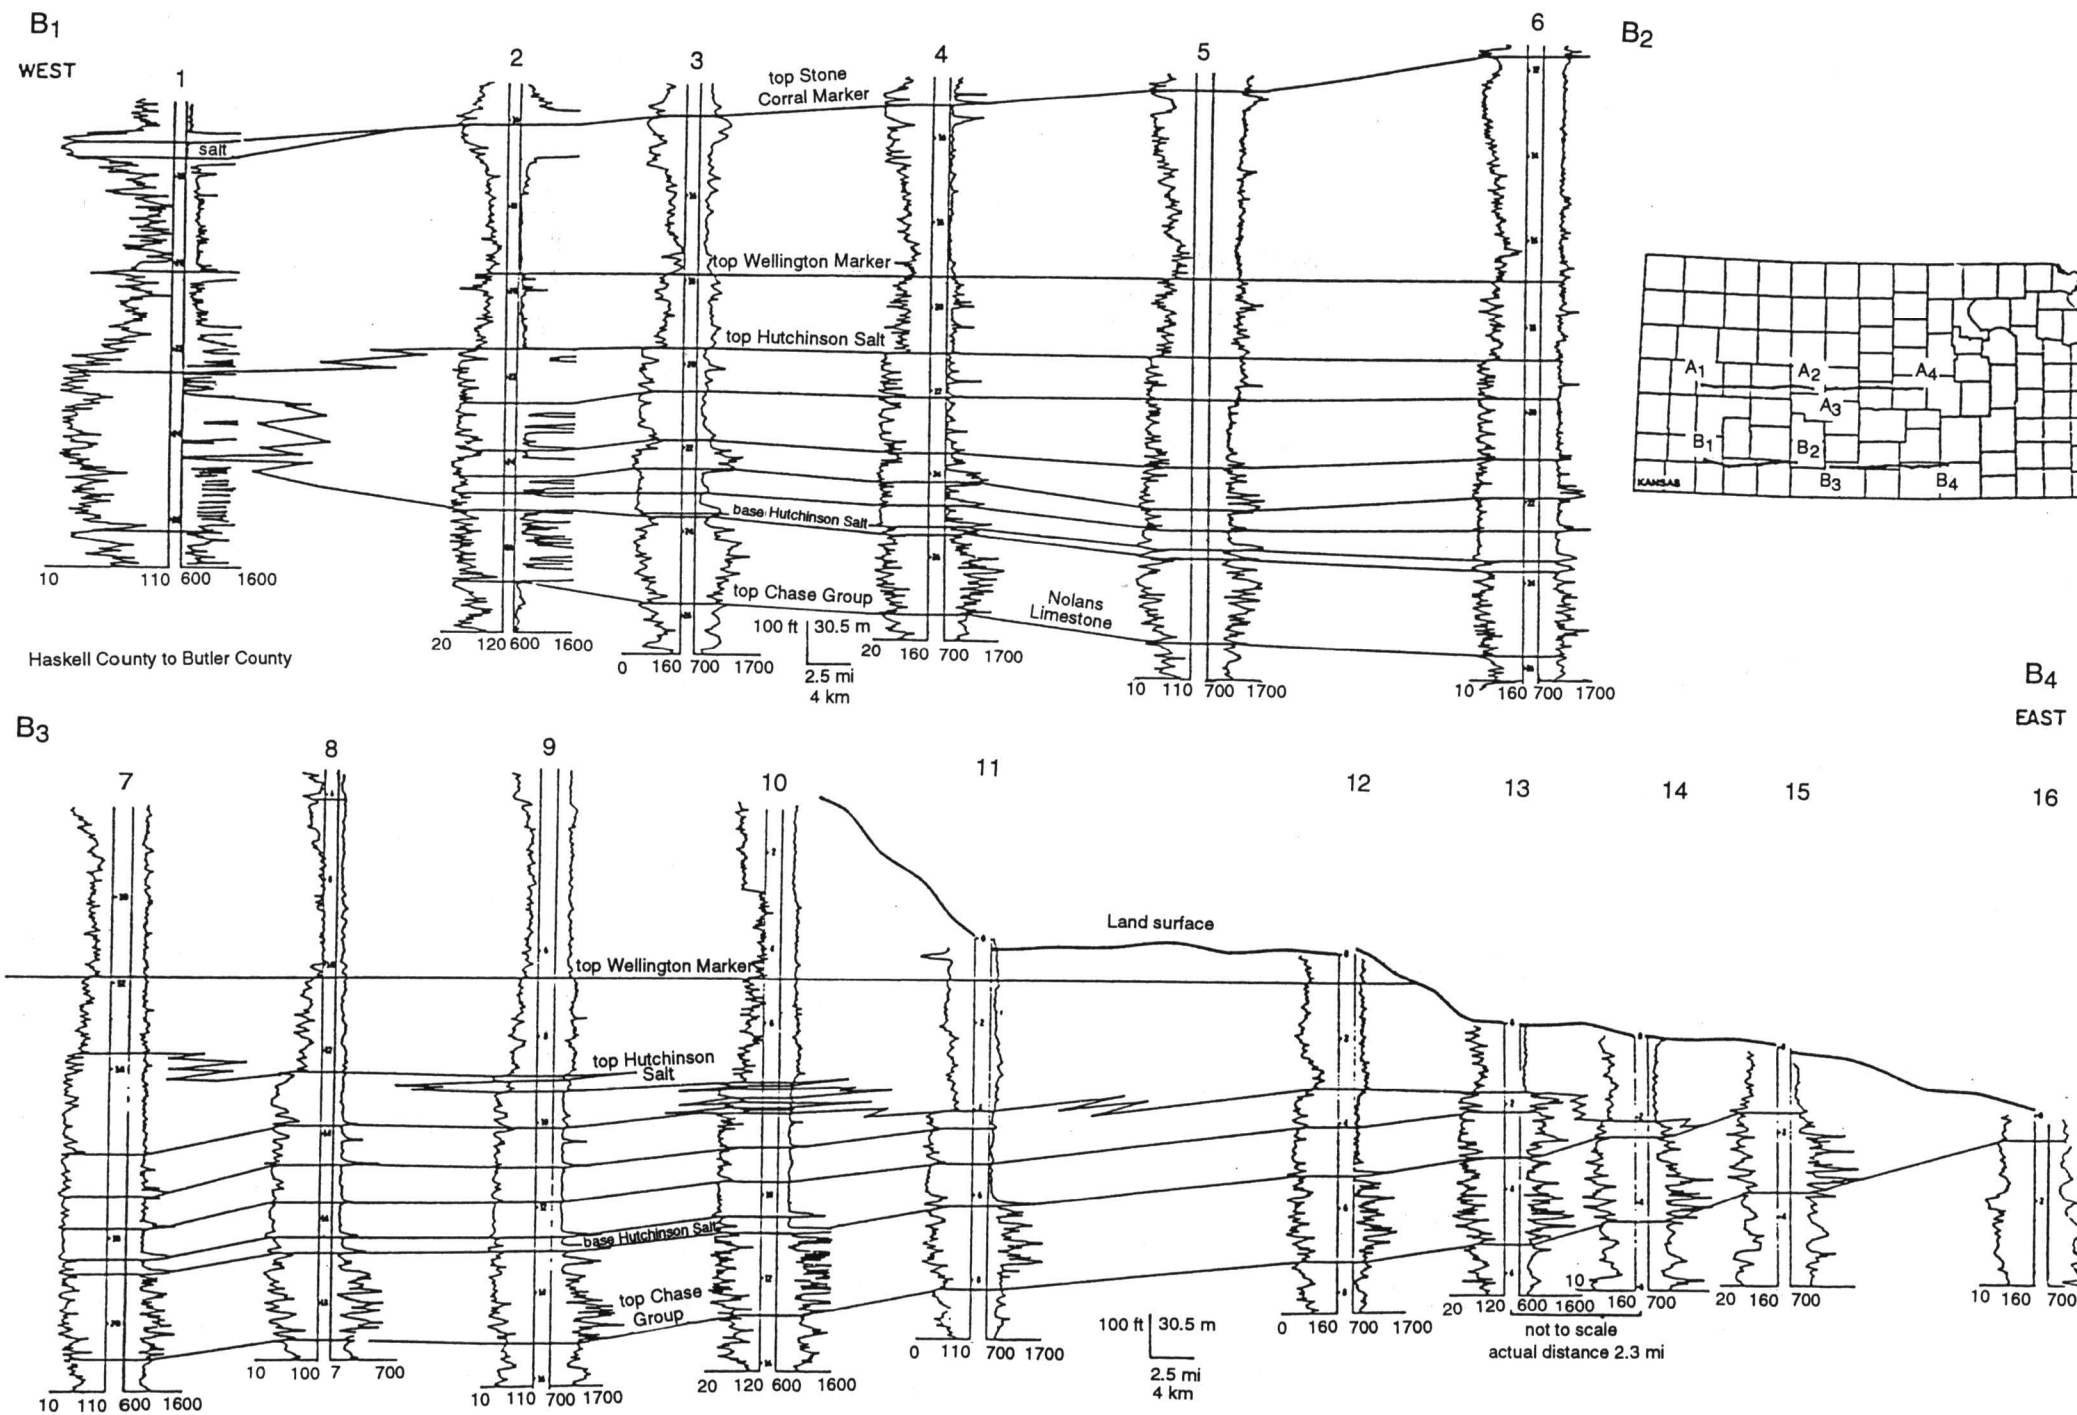 B1
WEST
B2
1
2
3
4
5
6
top Stone
Corral Marker
salt
top Wellington Marker
top Hutchinson Salt
base Hutchinson Salt
top Chase Group
Nolans
Limestone
100 ft 30.5 m
2.5 mi
4 km
10 110 600 1600
20 120 600 1600
0 160 700 1700
20 160 700 1700
10 110 700 1700
10 160 700 1700
Haskell County to Butler County
A1 A2 A4
A3
B1 B2
B3 B4
KANSAS
B4
EAST
B3
7
8
9
10
11
12
13
14
15
16
Land surface
top Wellington Marker
top Hutchinson
Salt
base Hutchinson Salt
top Chase
Group
100 ft 30.5 m
2.5 mi
4 km
10 110 600 1600
10 100 7 700
10 110 700 1700
20 120 600 1600
0 110 700 1700
0 160 700 1700
20 120 600 1600
10 160 700
20 160 700
10 160 700
not to scale
actual distance 2.3 mi